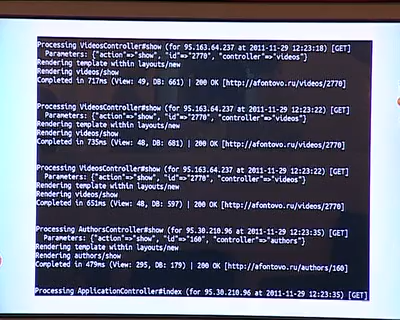 Processing VideosController#show (for 95.163.64.237 at 2011-11-29 12:23:18) [GET]
Parameters: {"action"=>"show", "id"=>"2770", "controller"=>"videos"}
Rendering template within layouts/new
Rendering videos/show
Completed in 717ms (View: 49, DB: 661) | 200 OK [http://afontovo.ru/videos/2770]
Processing VideosController#show (for 95.163.64.237 at 2011-11-29 12:23:22) [GET]
Parameters: {"action"=>"show", "id"=>"2770", "controller"=>"videos"}
Rendering template within layouts/new
Rendering videos/show
Completed in 735ms (View: 48, DB: 681) | 200 OK [http://afontovo.ru/videos/2770]
Processing VideosController#show (for 95.163.64.237 at 2011-11-29 12:23:22) [GET]
Parameters: {"action"=>"show", "id"=>"2770", "controller"=>"videos"}
Rendering template within layouts/new
Rendering videos/show
Completed in 651ms (View: 48, DB: 597) | 200 OK [http://afontovo.ru/videos/2770]
Processing AuthorsController#show (for 95.30.210.96 at 2011-11-29 12:23:35) [GET]
Parameters: {"action"=>"show", "id"=>"160", "controller"=>"authors"}
Rendering template within layouts/new
Rendering authors/show
Completed in 479ms (View: 295, DB: 179) | 200 OK [http://afontovo.ru/authors/160]
Processing ApplicationController#index (for 95.30.210.96 at 2011-11-29 12:23:35) [GET]